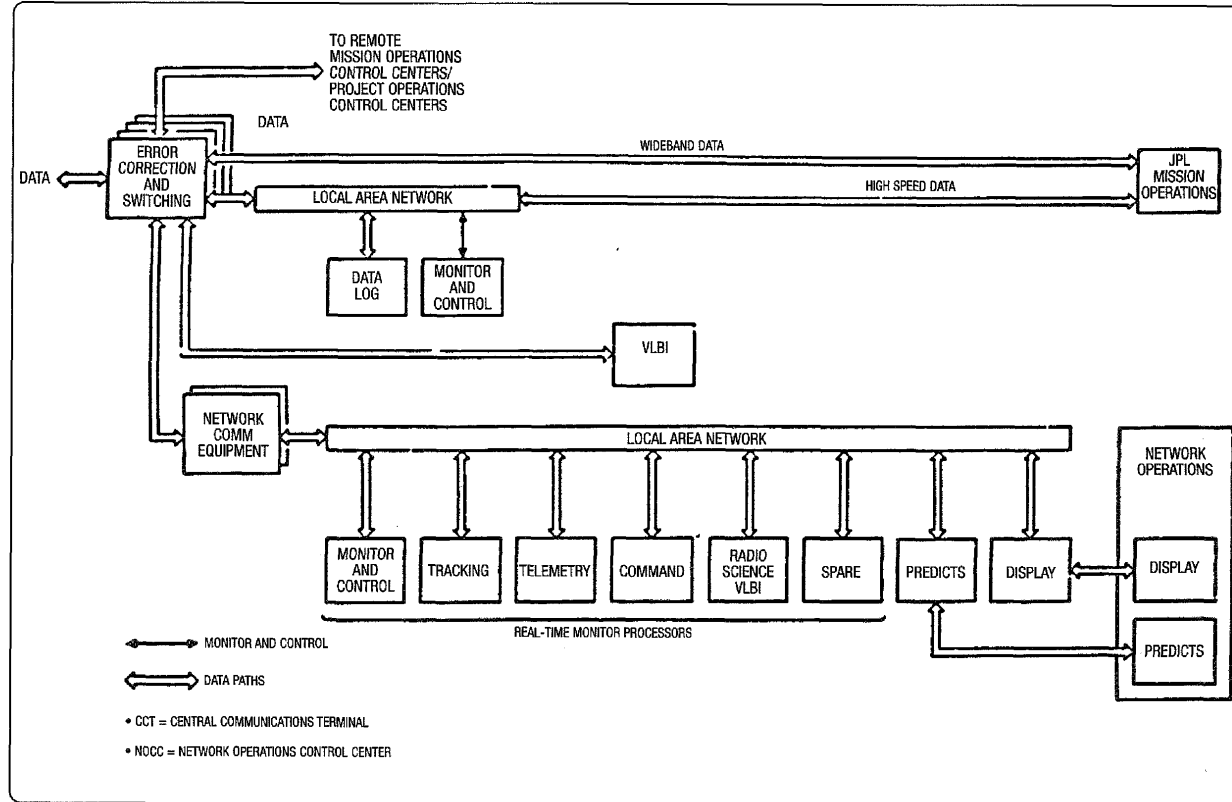 TO REMOTE
MISSION OPERATIONS
CONTROL CENTERS/
PROJECT OPERATIONS
CONTROL CENTERS
DATA
ERROR
CORRECTION
AND
SWITCHING
DATA
WIDEBAND DATA
JPL
MISSION
OPERATIONS
HIGH SPEED DATA
LOCAL AREA NETWORK
DATA
LOG
MONITOR
AND
CONTROL
VLBI
NETWORK
COMM
EQUIPMENT
LOCAL AREA NETWORK
NETWORK
OPERATIONS
MONITOR
AND
CONTROL
TRACKING
TELEMETRY
COMMAND
RADIO
SCIENCE
VLBI
SPARE
PREDICTS
DISPLAY
DISPLAY
REAL-TIME MONITOR PROCESSORS
PREDICTS
MONITOR AND CONTROL
DATA PATHS
• CCT = CENTRAL COMMUNICATIONS TERMINAL
• NOCC = NETWORK OPERATIONS CONTROL CENTER